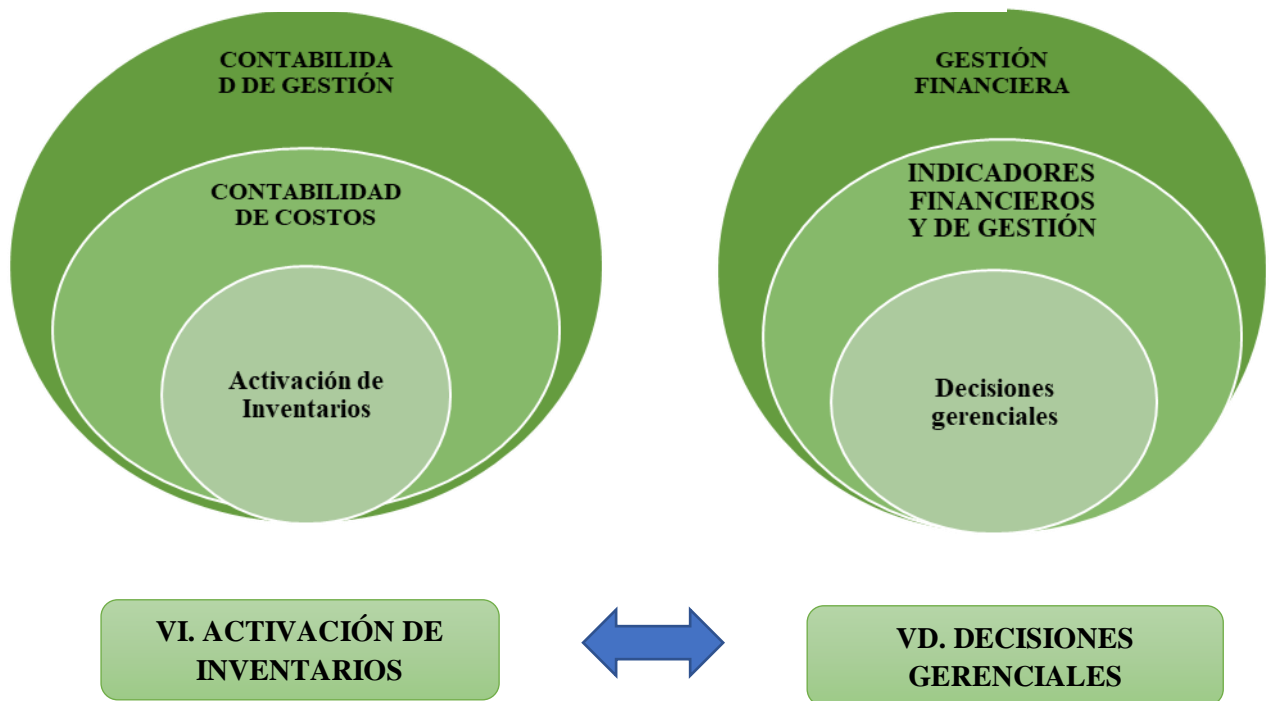 CONTABILIDA
D DE GESTIÓN
CONTABILIDAD
DE COSTOS
Activación de
Inventarios
GESTIÓN
FINANCIERA
INDICADORES
FINANCIEROS
Y DE GESTIÓN
Decisiones
gerenciales
VI. ACTIVACIÓN DE
INVENTARIOS
VD. DECISIONES
GERENCIALES